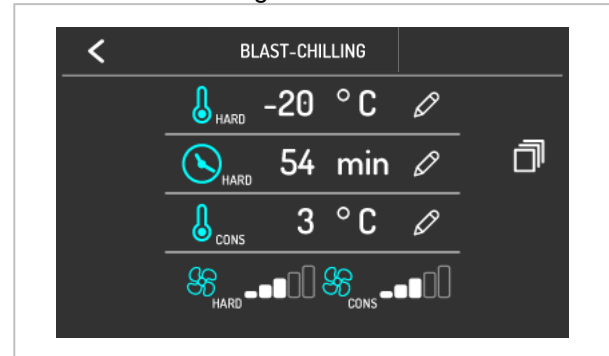 BLAST-CHILLING
HARD -20 °C
HARD 54 min
CONS 3 °C
HARD CONS